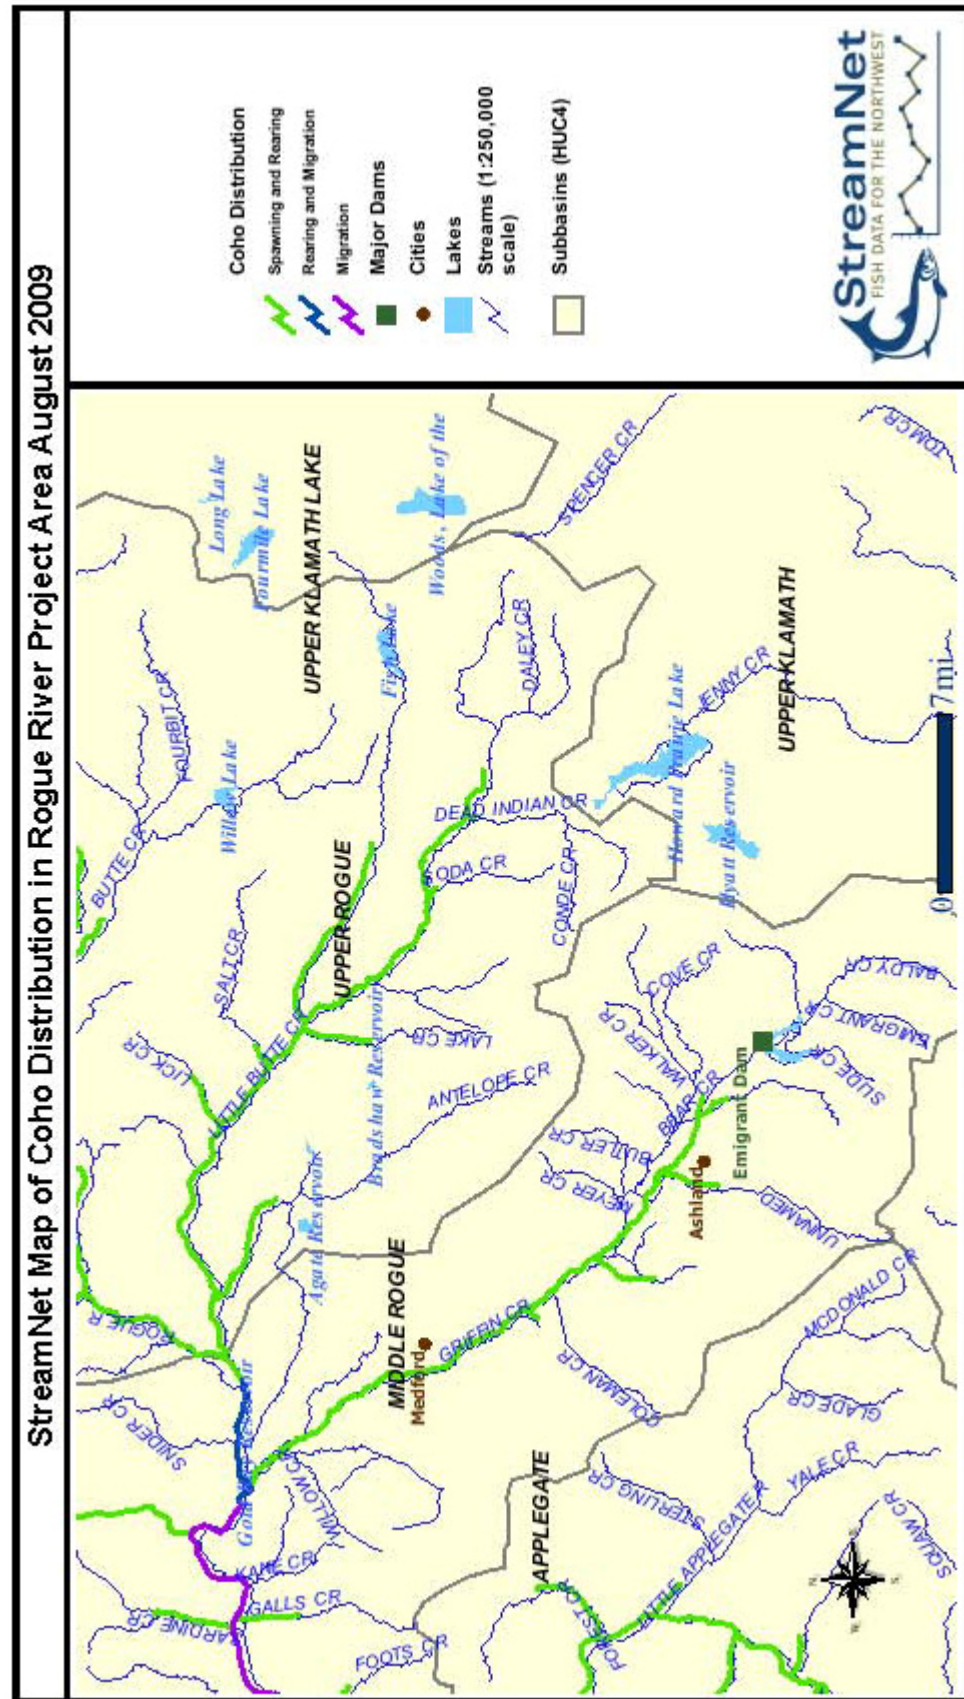 StreamNet Map of Coho Distribution in Rogue River Project Area August 2009
Coho Distribution
Spawning and Rearing
Rearing and Migration
Migration
Major Dams
Cities
Lakes
Streams (1:250,000
scale)
Subbasins (HUC4)
StreamNet
FISH DATA FOR THE NORTHWEST
Long Lake
Fourmile Lake
UPPER KLAMATH LAKE
Woods, Lake of the
SPENCER CR
TOM CR
FOURBIT CR
Willow Lake
Fish Lake
DALEY CR
JENNY CR
UPPER KLAMATH
Howard Prairie Lake
Hyatt Reservoir
0
7mi
BUTTE CR
UPPER ROGUE
DEAD INDIAN CR
SODA CR
CONDE CR
SALT CR
LICK CR
LITTLE BUTTE CR
LAKE CR
Bradshaw Reservoir
ANTELOPE CR
Agate Reservoir
COVE CR
WALKER CR
BEAR CR
BUTLER CR
MEYER CR
Emigrant Dam
EMIGRANT CR
BALDY CR
SLIDE CR
Ashland
UNNAMED
ROGUE R
MIDDLE ROGUE
Medford
GRIFFIN CR
COLEMAN CR
MCDONALD CR
GLADE CR
YALE CR
SQUAW CR
SNIDER CR
Gold Ray Reservoir
WILLOW CR
KANE CR
GALLS CR
SARDINE CR
FOOTS CR
APPLEGATE
STERLING CR
LITTLE APPLEGATE R
FOREST CR
N
E
S
W